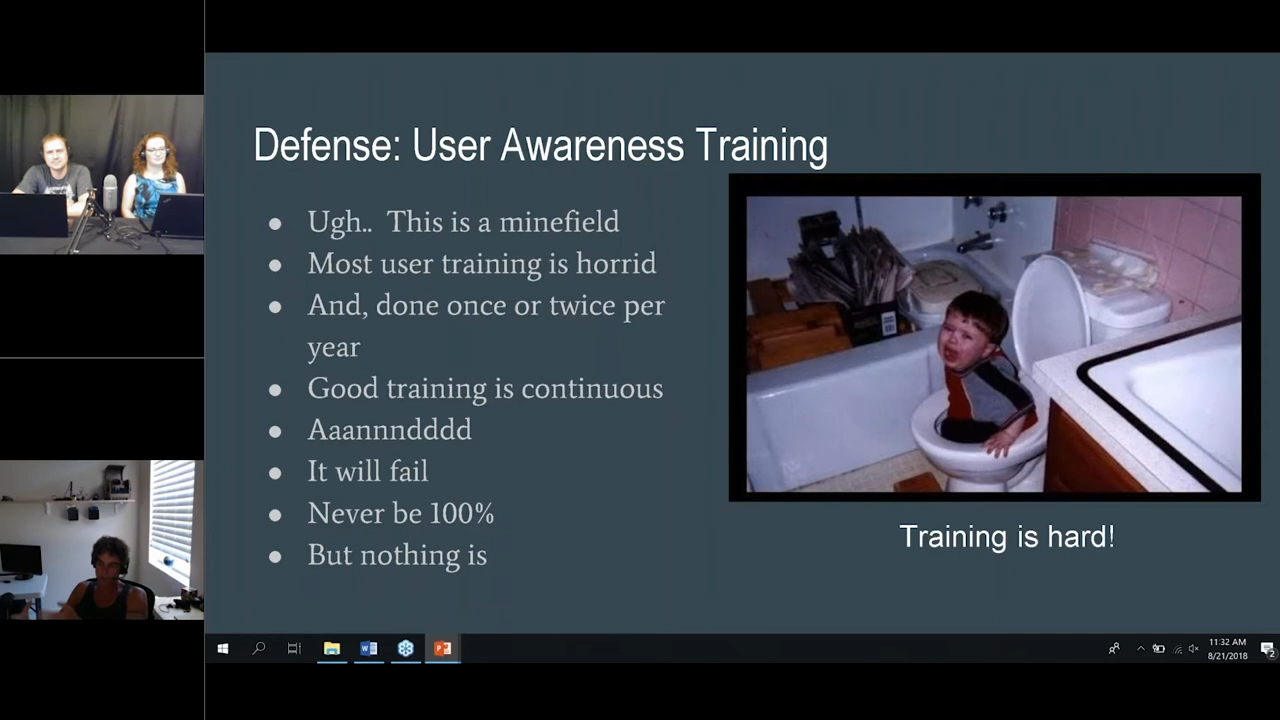 Defense: User Awareness Training
● Ugh.. This is a minefield
● Most user training is horrid
● And, done once or twice per
year
● Good training is continuous
● Aaannndddd
● It will fail
● Never be 100%
● But nothing is
Training is hard!
11:32 AM
8/21/2018
2